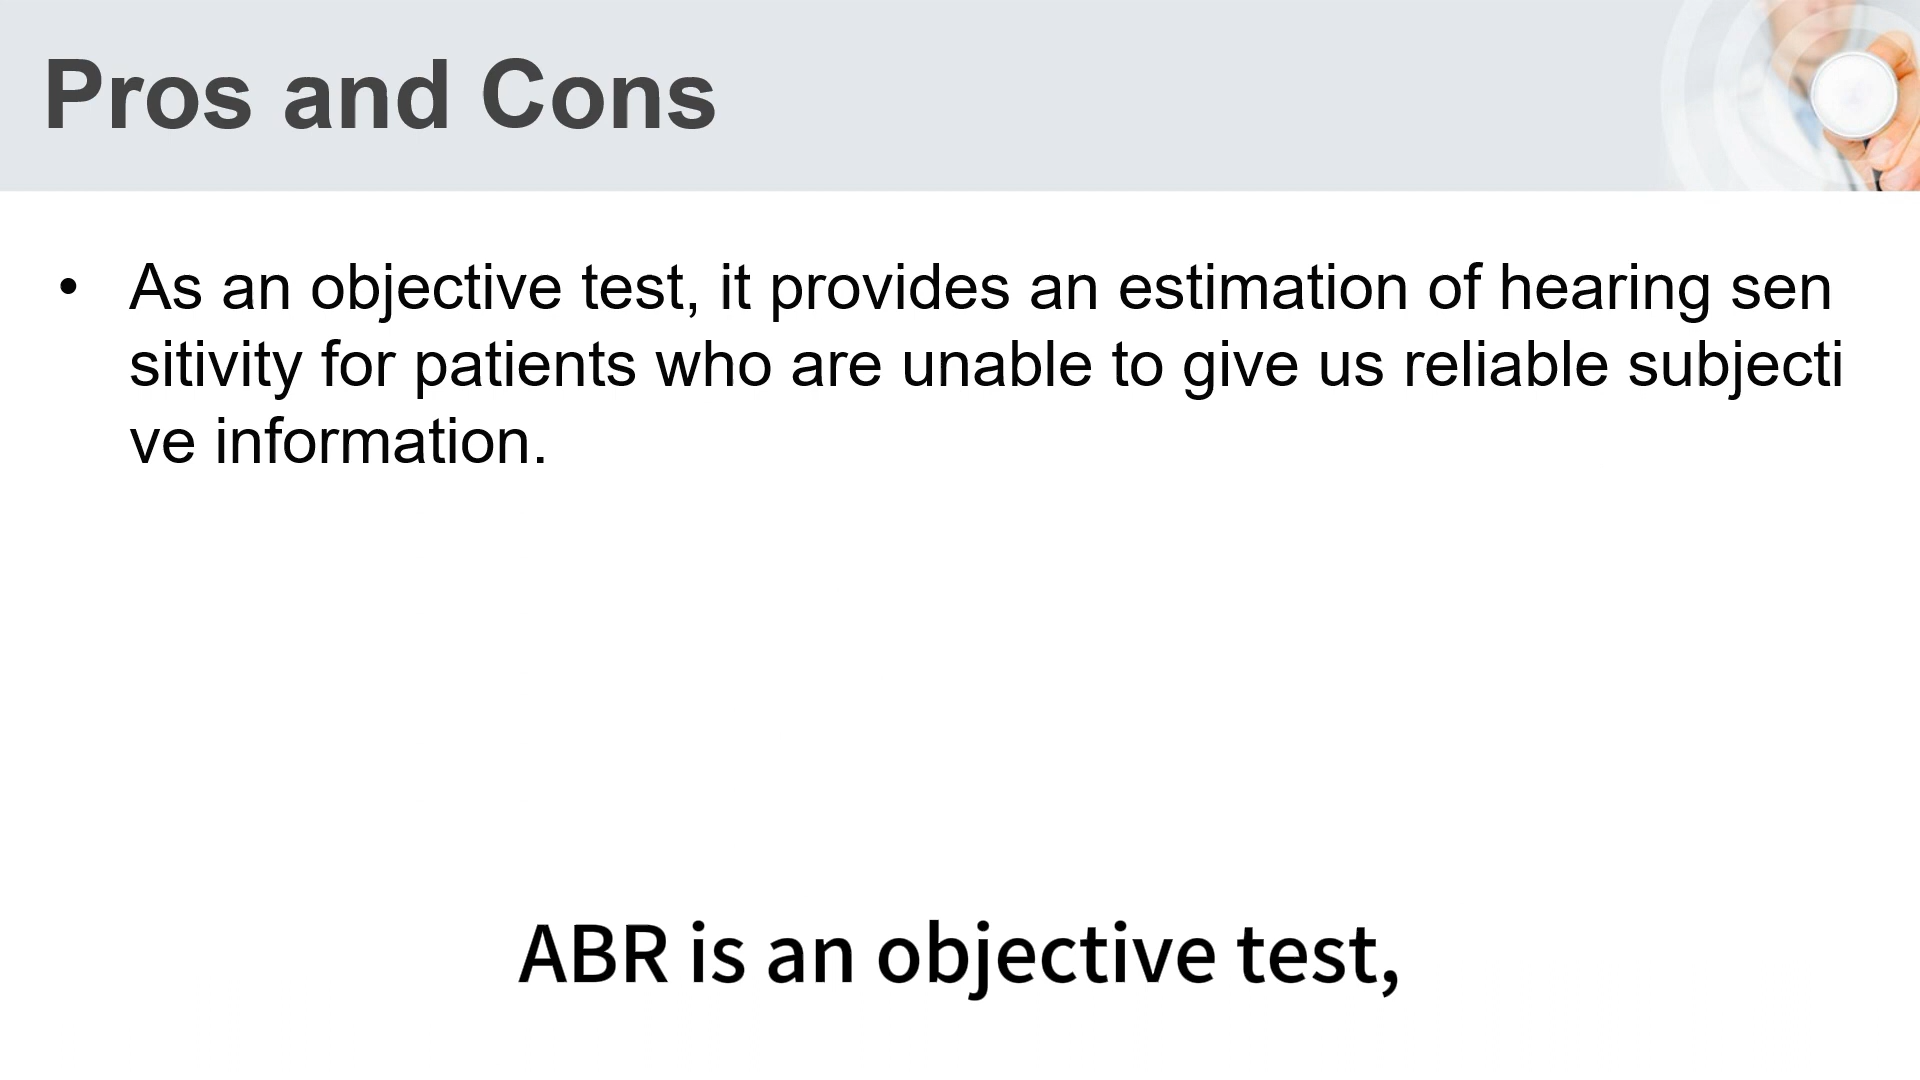 Pros and Cons
• As an objective test, it provides an estimation of hearing sen
sitivity for patients who are unable to give us reliable subjecti
ve information.
ABR is an objective test,